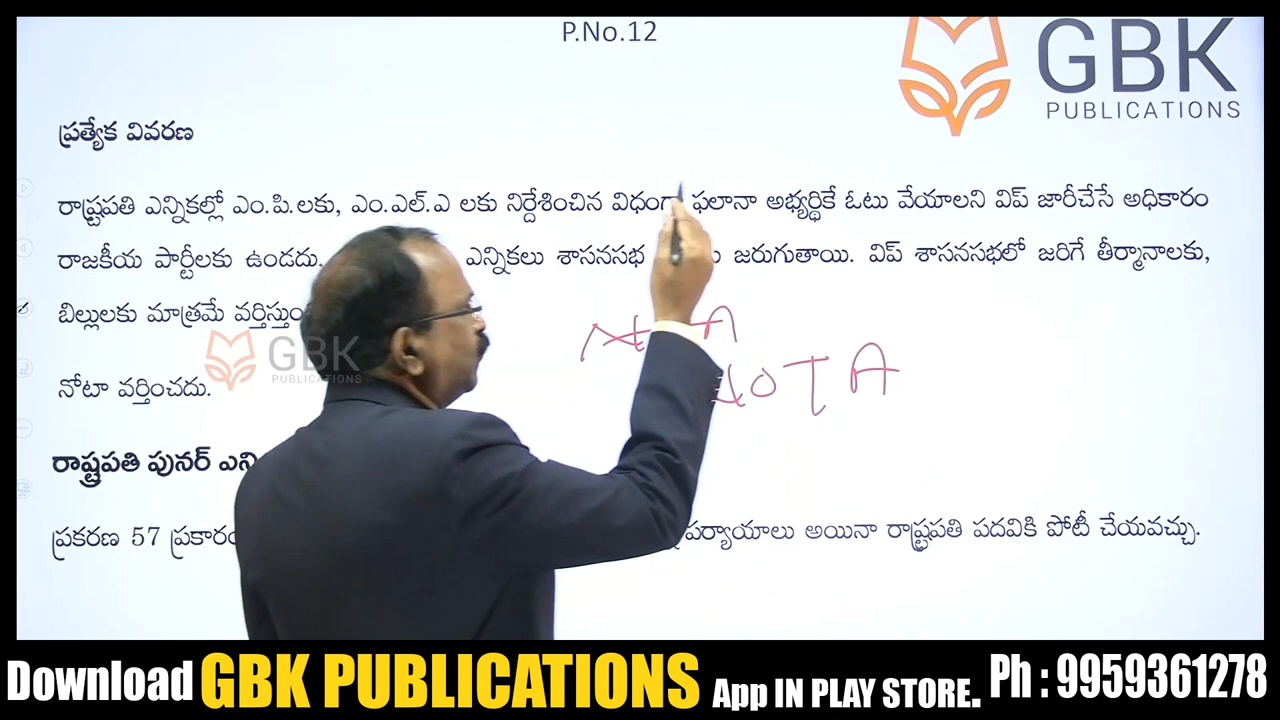 P.No.12
GBK
PUBLICATIONS
ప్రత్యేక వివరణ
రాష్ట్రపతి ఎన్నికల్లో ఎం.పి.లకు, ఎం.ఎల్.ఎ లకు నిర్దేశించిన విధంగా ఫలానా అభ్యర్థికే ఓటు వేయాలని విప్ జారీచేసే అధికారం
రాజకీయ పార్టీలకు ఉండదు. ఎన్నికలు శాసనసభ జరుగుతాయి. విప్ శాసనసభలో జరిగే తీర్మానాలకు,
బిల్లులకు మాత్రమే
GBK
PUBLICATIONS
నోటా వర్తించదు.
NOTA
రాష్ట్రపతి పునర్
ప్రకరణ 57 ప్రకారం పర్యాయాలు అయినా రాష్ట్రపతి పదవికి పోటీ చేయవచ్చు.
Download GBK PUBLICATIONS App IN PLAY STORE. Ph : 9959361278